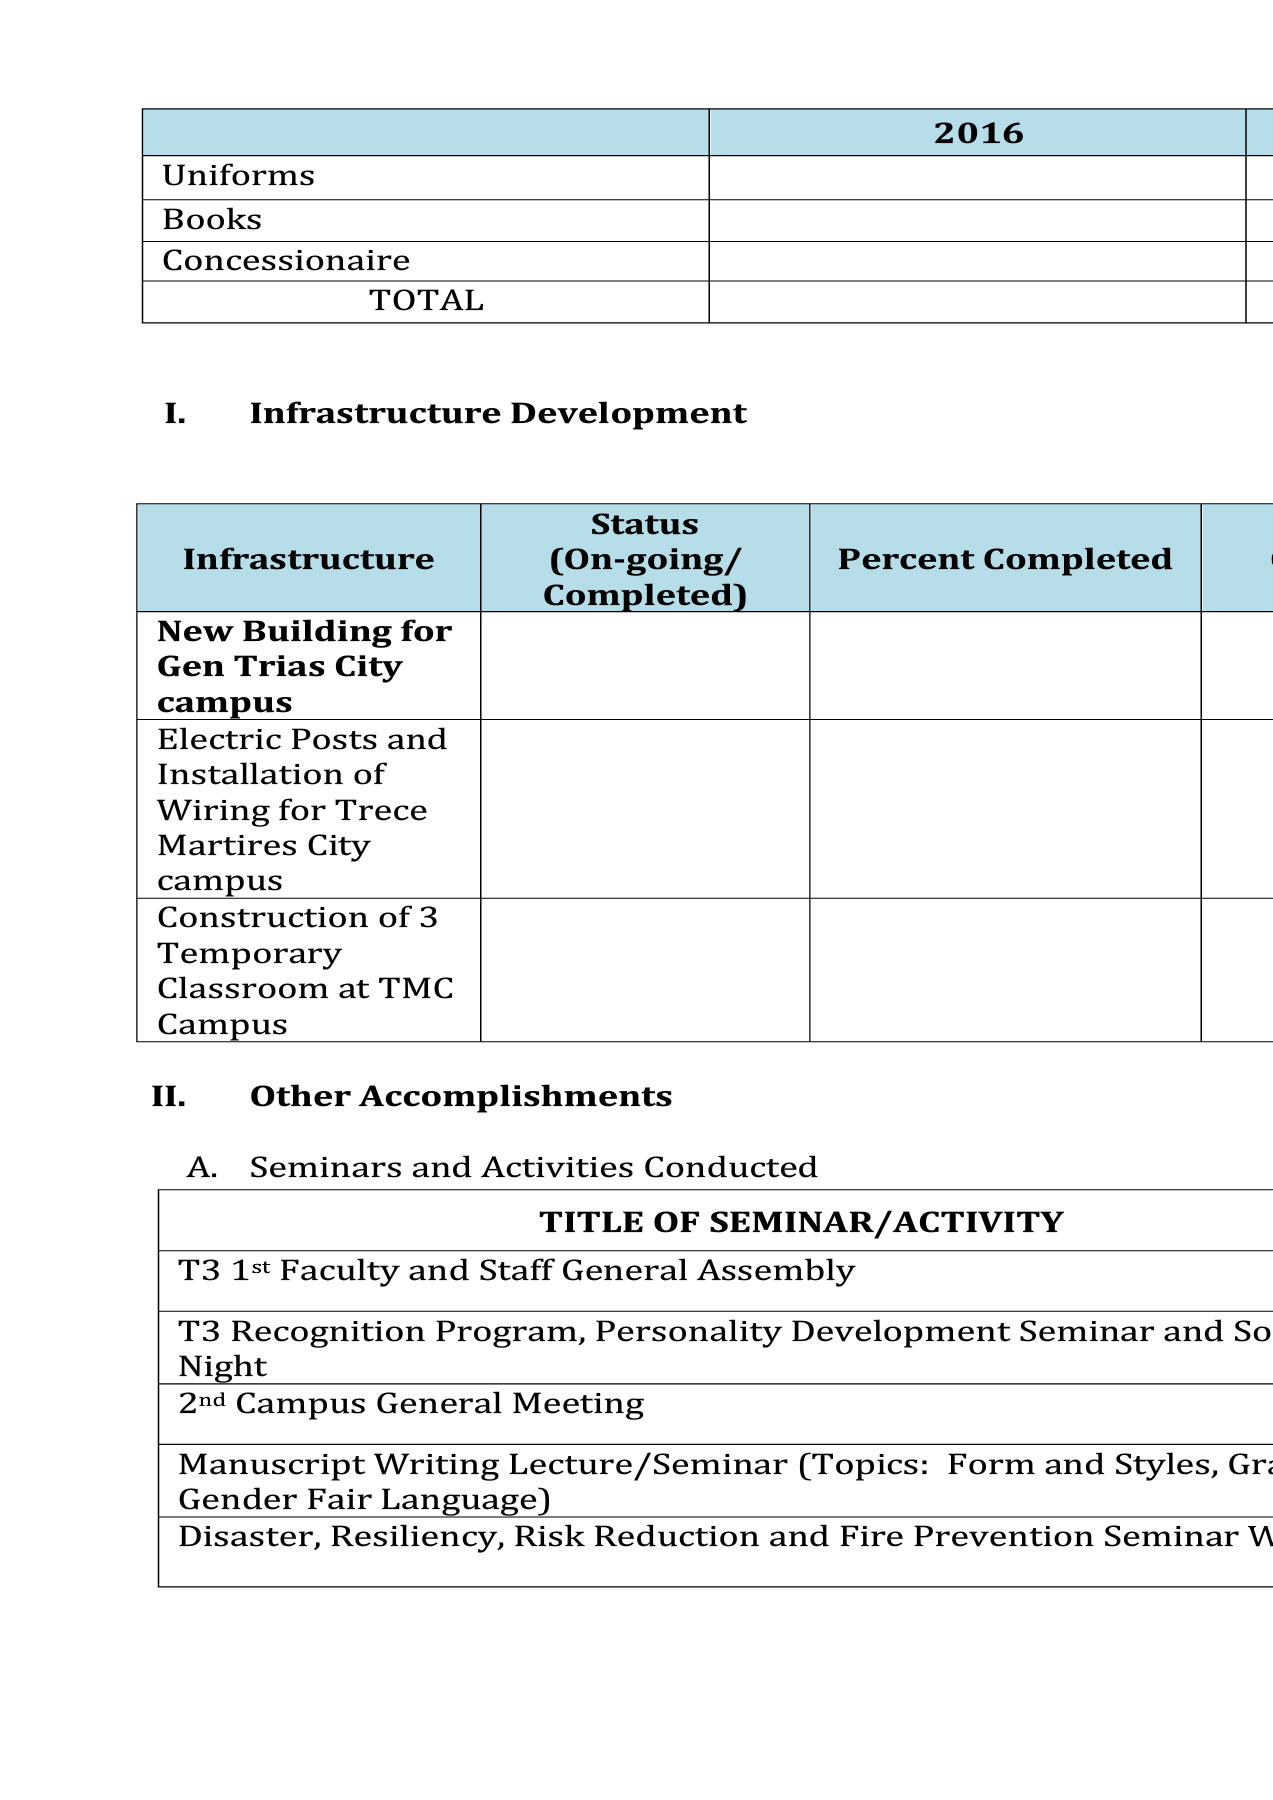 2016
Uniforms
Books
Concessionaire
TOTAL
I. Infrastructure Development
Infrastructure
Status
(On-going/
Completed)
Percent Completed
New Building for
Gen Trias City
campus
Electric Posts and
Installation of
Wiring for Trece
Martires City
campus
Construction of 3
Temporary
Classroom at TMC
Campus
II. Other Accomplishments
A. Seminars and Activities Conducted
TITLE OF SEMINAR/ACTIVITY
T3 1st Faculty and Staff General Assembly
T3 Recognition Program, Personality Development Seminar and So
Night
2nd Campus General Meeting
Manuscript Writing Lecture/Seminar (Topics:  Form and Styles, Gra
Gender Fair Language)
Disaster, Resiliency, Risk Reduction and Fire Prevention Seminar W